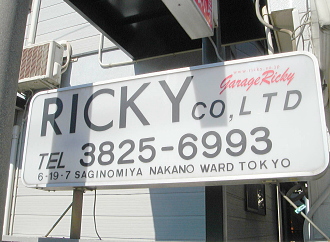 Garage Ricky
RICKY CO,LTD
TEL 3825-6993
6-19-7 SAGINOMIYA NAKANO WARD TOKYO